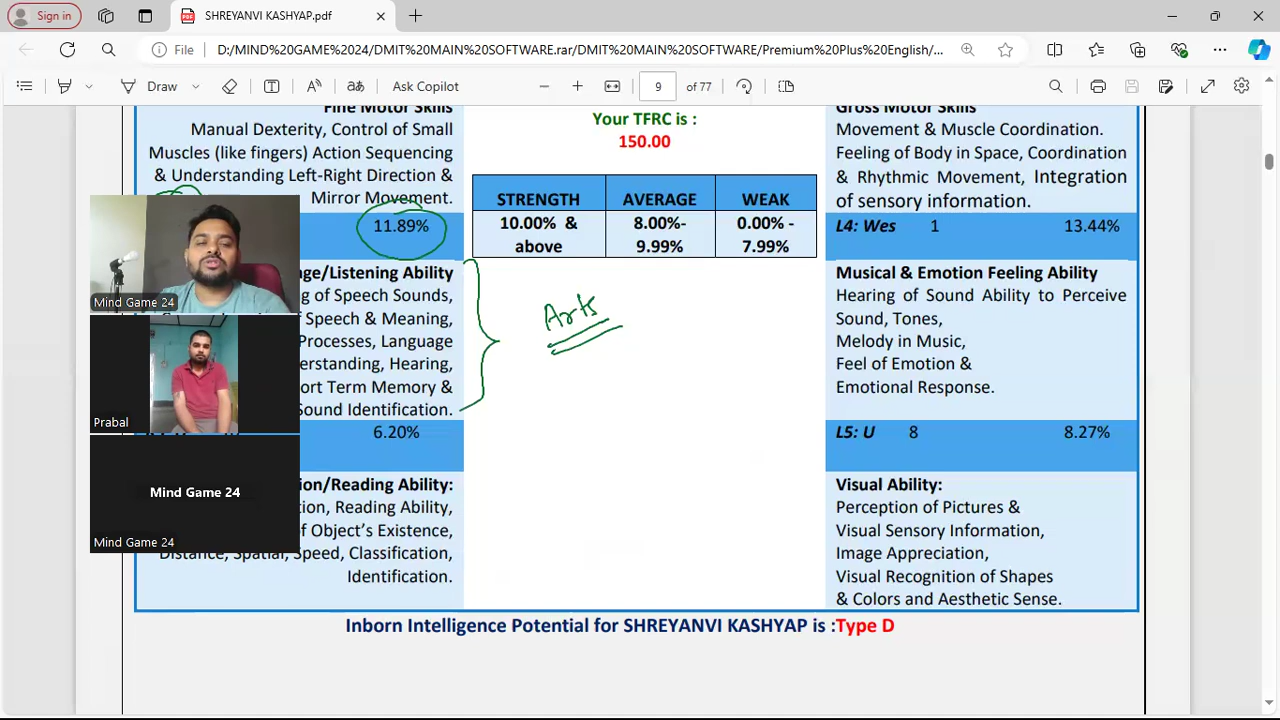 Sign in
SHREYANVI KASHYAP.pdf
File
D:/MIND%20GAME%2024/DMIT%20MAIN%20SOFTWARE.rar/DMIT%20MAIN%20SOFTWARE/Premium%20Plus%20English/...
Draw
Ask Copilot
9 of 77
Fine Motor Skills
Manual Dexterity, Control of Small
Muscles (like fingers) Action Sequencing
& Understanding Left-Right Direction &
Mirror Movement.
11.89%
ge/Listening Ability
g of Speech Sounds,
of Speech & Meaning,
Processes, Language
erstanding, Hearing,
ort Term Memory &
Sound Identification.
6.20%
ion/Reading Ability:
tion, Reading Ability,
of Object’s Existence,
Distance, Spatial, Speed, Classification,
Identification.
Your TFRC is :
150.00
STRENGTH AVERAGE WEAK
10.00% & above 8.00%-9.99% 0.00% -7.99%
Arts
Gross Motor Skills
Movement & Muscle Coordination.
Feeling of Body in Space, Coordination
& Rhythmic Movement, Integration
of sensory information.
L4: Wes 1 13.44%
Musical & Emotion Feeling Ability
Hearing of Sound Ability to Perceive
Sound, Tones,
Melody in Music,
Feel of Emotion &
Emotional Response.
L5: U 8 8.27%
Visual Ability:
Perception of Pictures &
Visual Sensory Information,
Image Appreciation,
Visual Recognition of Shapes
& Colors and Aesthetic Sense.
Mind Game 24
Prabal
Mind Game 24
Mind Game 24
Inborn Intelligence Potential for SHREYANVI KASHYAP is :Type D